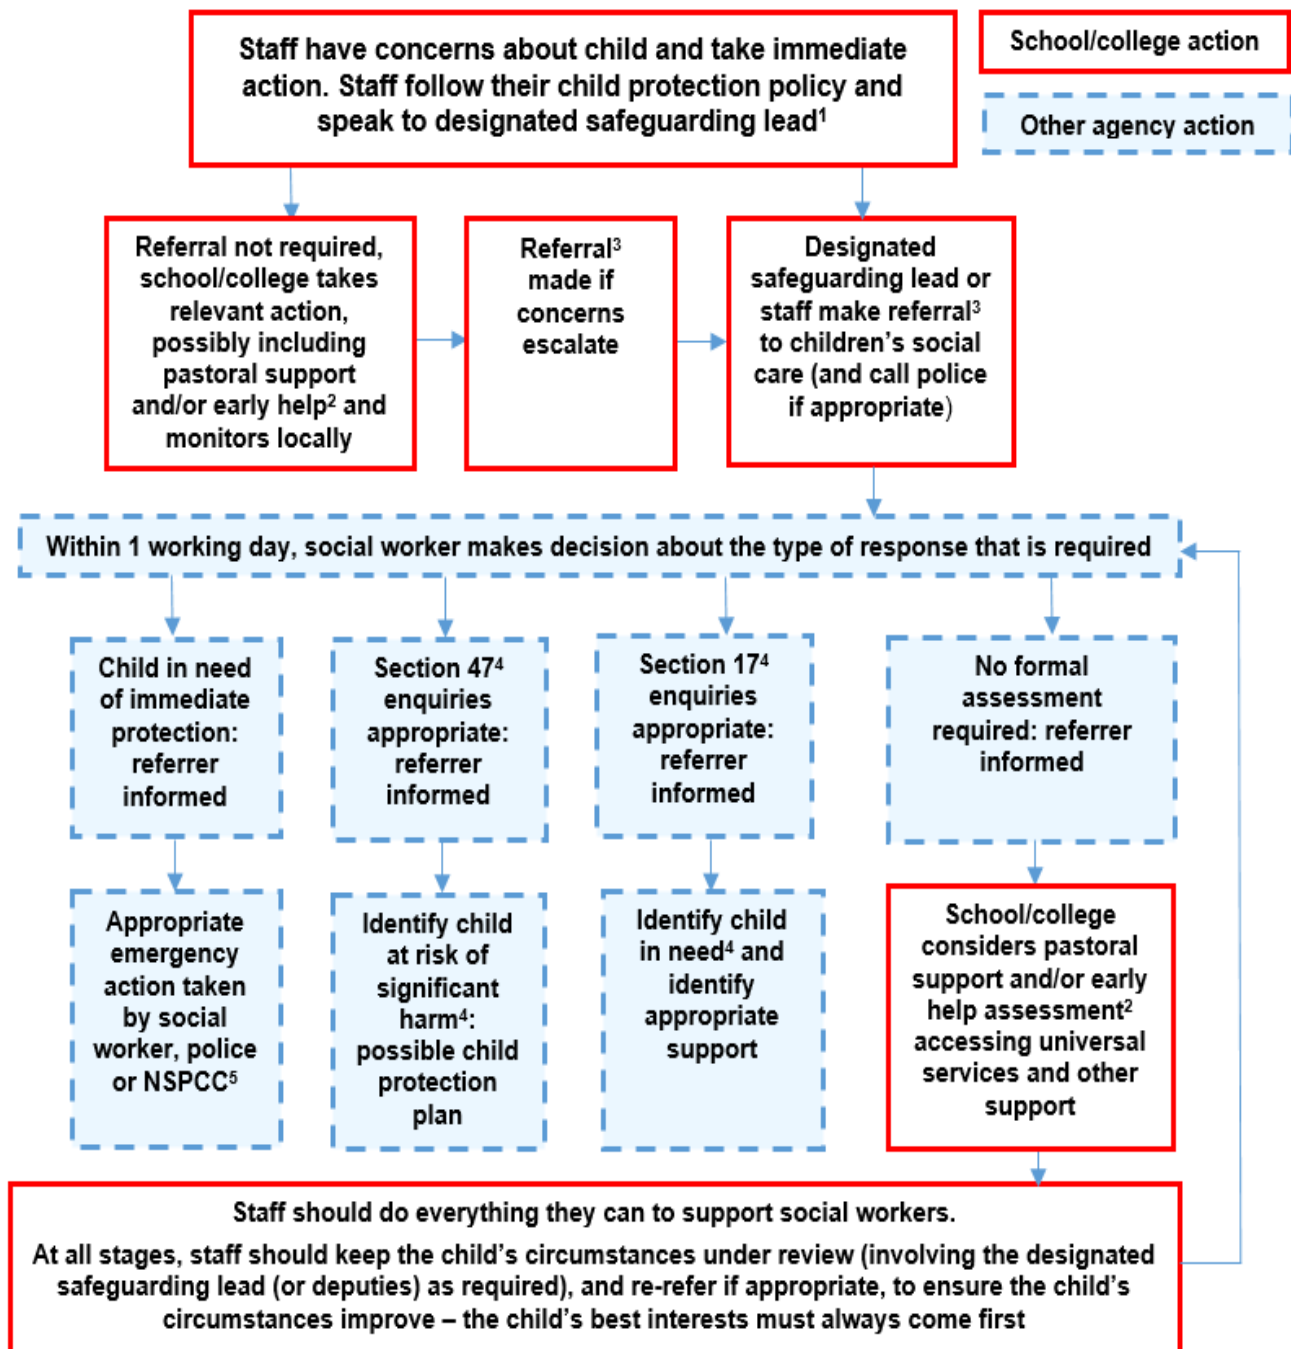 Staff have concerns about child and take immediate
action. Staff follow their child protection policy and
speak to designated safeguarding lead¹
School/college action
Other agency action
Referral not required,
school/college takes
relevant action,
possibly including
pastoral support
and/or early help² and
monitors locally
Referral³
made if
concerns
escalate
Designated
safeguarding lead or
staff make referral³
to children’s social
care (and call police
if appropriate)
Within 1 working day, social worker makes decision about the type of response that is required
Child in need
of immediate
protection:
referrer
informed
Section 47⁴
enquiries
appropriate:
referrer
informed
Section 17⁴
enquiries
appropriate:
referrer
informed
No formal
assessment
required: referrer
informed
Appropriate
emergency
action taken
by social
worker, police
or NSPCC⁵
Identify child
at risk of
significant
harm⁴:
possible child
protection
plan
Identify child
in need⁴ and
identify
appropriate
support
School/college
considers pastoral
support and/or early
help assessment²
accessing universal
services and other
support
Staff should do everything they can to support social workers.
At all stages, staff should keep the child’s circumstances under review (involving the designated
safeguarding lead (or deputies) as required), and re-refer if appropriate, to ensure the child’s
circumstances improve – the child’s best interests must always come first